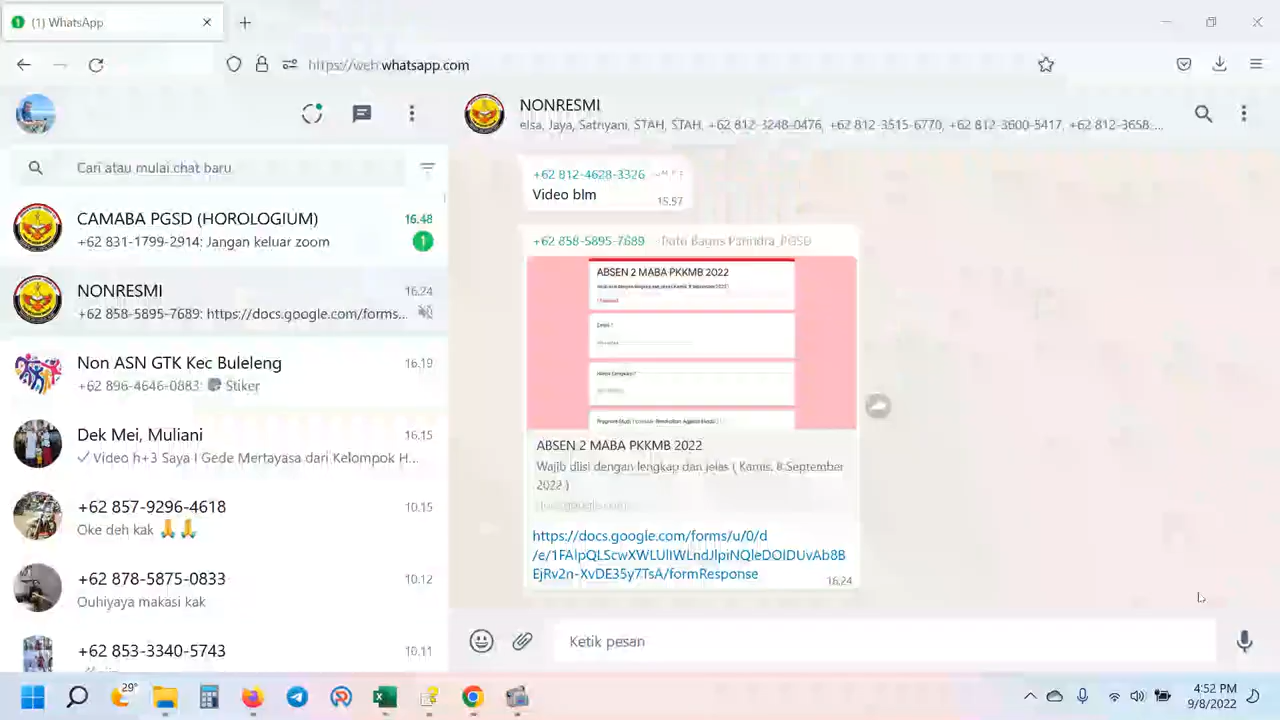 (1) WhatsApp
https://web.whatsapp.com
NONRESMI
elsa, Jaya, Satriyani, STAH, STAH, +62 812-3248-0476, +62 812-3515-6770, +62 812-3600-5417, +62 812-3658-...
Cari atau mulai chat baru
+62 812-4628-3326
Video blm
15.57
CAMABA PGSD (HOROLOGIUM)
16.48
+62 831-1799-2914: Jangan keluar zoom
1
NONRESMI
16.24
+62 858-5895-7689: https://docs.google.com/forms...
Non ASN GTK Kec Buleleng
16.19
+62 896-4646-0883: Stiker
Dek Mei, Muliani
16.15
Video h+3 Saya I Gede Mertayasa dari Kelompok H...
+62 857-9296-4618
10.15
Oke deh kak 🙏🙏
+62 878-5875-0833
10.12
Ouhiyaya makasi kak
+62 853-3340-5743
10.11
+62 858-5895-7689
ABSEN 2 MABA PKKMB 2022
ABSEN 2 MABA PKKMB 2022
Wajib diisi dengan lengkap dan jelas ( Kamis, 8 September
2022 )
https://docs.google.com/forms/u/0/d
/e/1FAIpQLScwXWLUlIWLndJlpiNQleDOIDUvAb8B
EjRv2n-XvDE35y7TsA/formResponse
16.24
Ketik pesan
29°
4:52 PM
9/8/2022